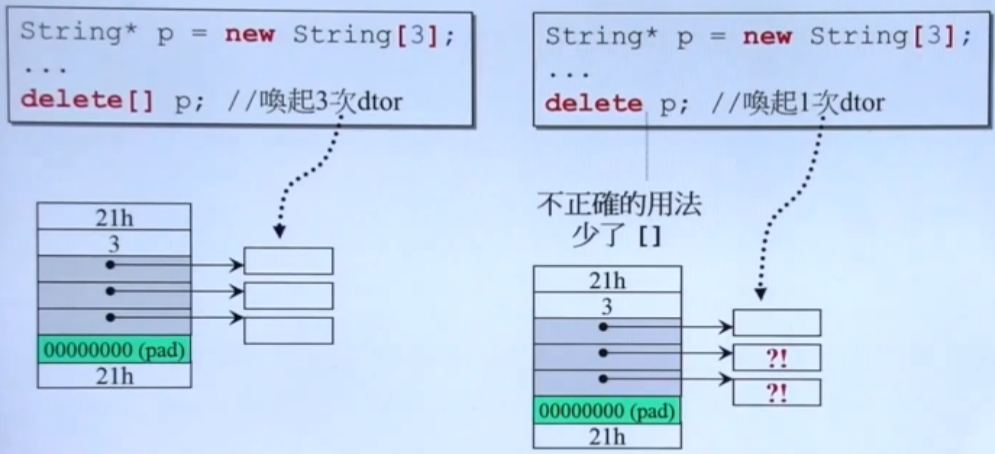 String* p = new String[3];
...
delete[] p; //喚起3次dtor
21h
3
00000000 (pad)
21h
String* p = new String[3];
...
delete p; //喚起1次dtor
不正確的用法
少了 []
21h
3
?!
?!
00000000 (pad)
21h